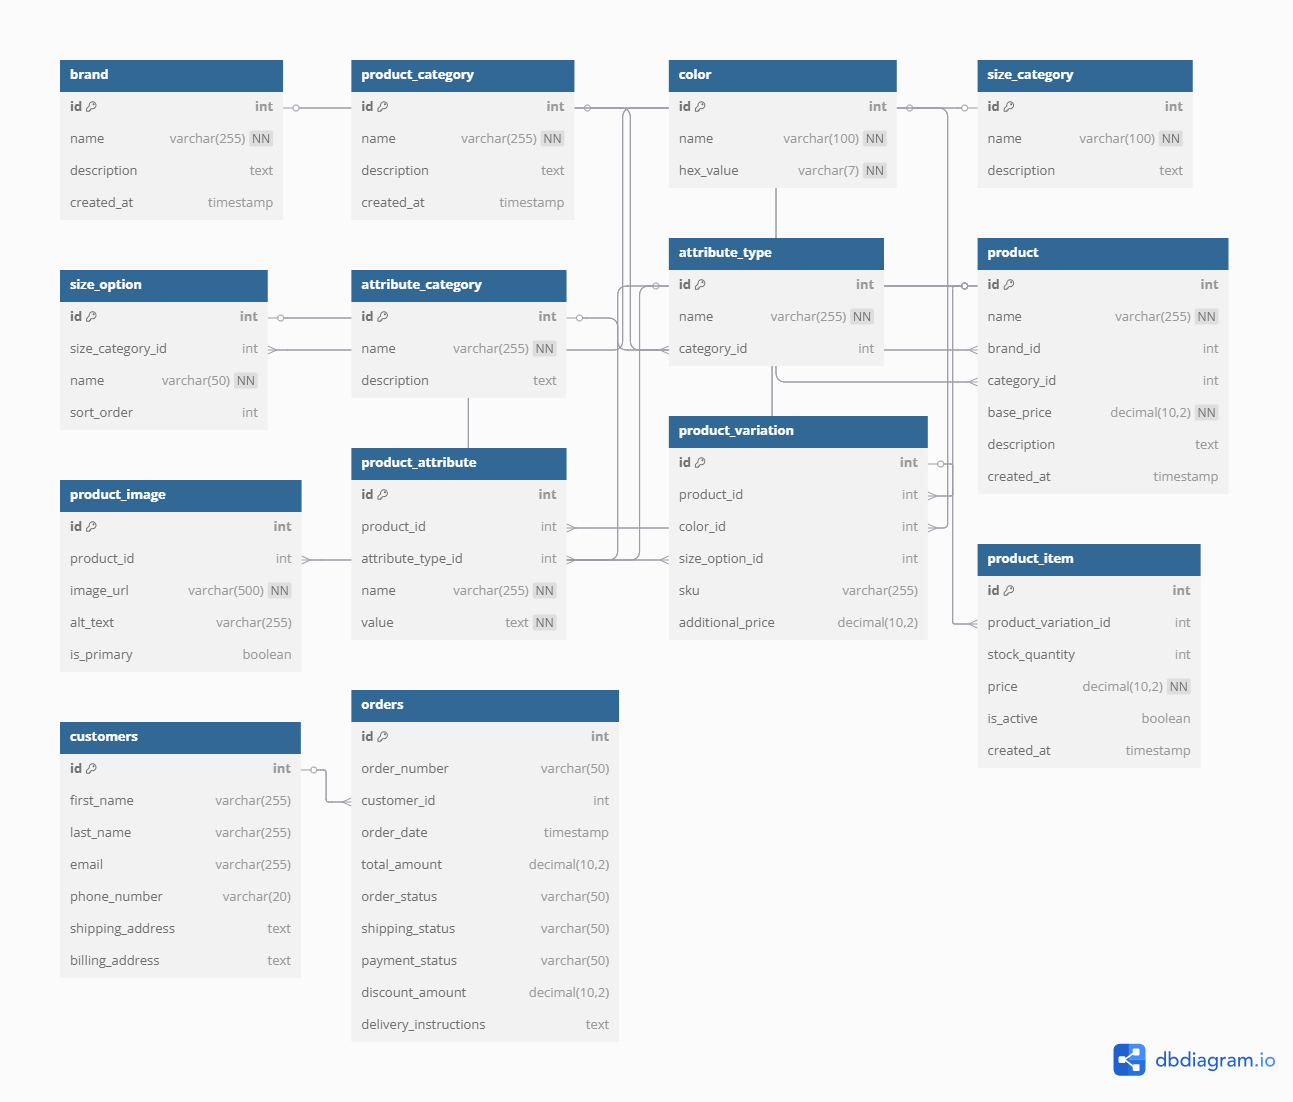 brand
id int
name varchar(255) NN
description text
created_at timestamp
product_category
id int
name varchar(255) NN
description text
created_at timestamp
color
id int
name varchar(100) NN
hex_value varchar(7) NN
size_category
id int
name varchar(100) NN
description text
size_option
id int
size_category_id int
name varchar(50) NN
sort_order int
attribute_category
id int
name varchar(255) NN
description text
attribute_type
id int
name varchar(255) NN
category_id int
product
id int
name varchar(255) NN
brand_id int
category_id int
base_price decimal(10,2) NN
description text
created_at timestamp
product_image
id int
product_id int
image_url varchar(500) NN
alt_text varchar(255)
is_primary boolean
product_attribute
id int
product_id int
attribute_type_id int
name varchar(255) NN
value text NN
product_variation
id int
product_id int
color_id int
size_option_id int
sku varchar(255)
additional_price decimal(10,2)
product_item
id int
product_variation_id int
stock_quantity int
price decimal(10,2) NN
is_active boolean
created_at timestamp
customers
id int
first_name varchar(255)
last_name varchar(255)
email varchar(255)
phone_number varchar(20)
shipping_address text
billing_address text
orders
id int
order_number varchar(50)
customer_id int
order_date timestamp
total_amount decimal(10,2)
order_status varchar(50)
shipping_status varchar(50)
payment_status varchar(50)
discount_amount decimal(10,2)
delivery_instructions text
dbdiagram.io